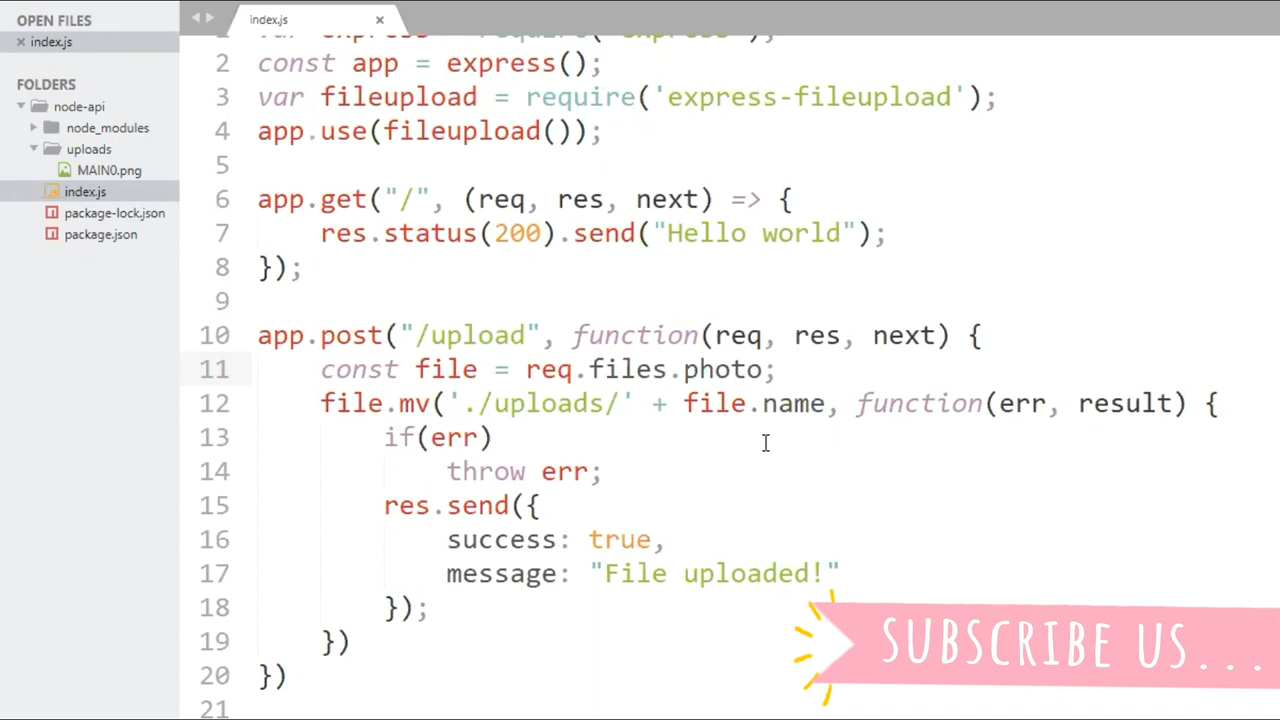 OPEN FILES
index.js
FOLDERS
node-api
node_modules
uploads
MAIN0.png
index.js
package-lock.json
package.json
index.js
1 var express = require('express');
2 const app = express();
3 var fileupload = require('express-fileupload');
4 app.use(fileupload());
5
6 app.get("/", (req, res, next) => {
7 res.status(200).send("Hello world");
8 });
9
10 app.post("/upload", function(req, res, next) {
11 const file = req.files.photo;
12 file.mv('./uploads/' + file.name, function(err, result) {
13 if(err)
14 throw err;
15 res.send({
16 success: true,
17 message: "File uploaded!"
18 });
19 })
20 })
21
SUBSCRIBE US...